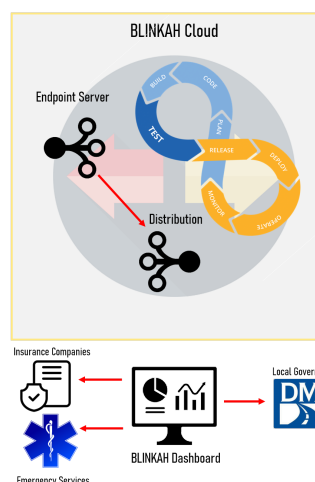 BLINKAH Cloud
BUILD
CODE
PLAN
TEST
RELEASE
DEPLOY
OPERATE
MONITOR
Endpoint Server
Distribution
Insurance Companies
Local Govern
DM
BLINKAH Dashboard
Emergency Services